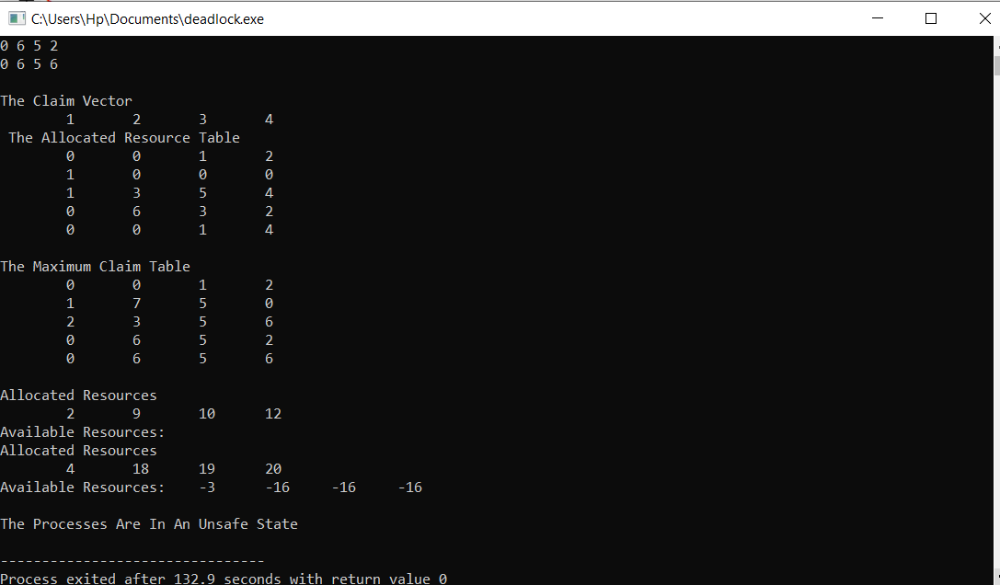 C:\Users\Hp\Documents\deadlock.exe
0 6 5 2
0 6 5 6
The Claim Vector
1 2 3 4
The Allocated Resource Table
0 0 1 2
1 0 0 0
1 3 5 4
0 6 3 2
0 0 1 4
The Maximum Claim Table
0 0 1 2
1 7 5 0
2 3 5 6
0 6 5 2
0 6 5 6
Allocated Resources
2 9 10 12
Available Resources:
Allocated Resources
4 18 19 20
Available Resources: -3 -16 -16 -16
The Processes Are In An Unsafe State
--------------------------------
Process exited after 132.9 seconds with return value 0